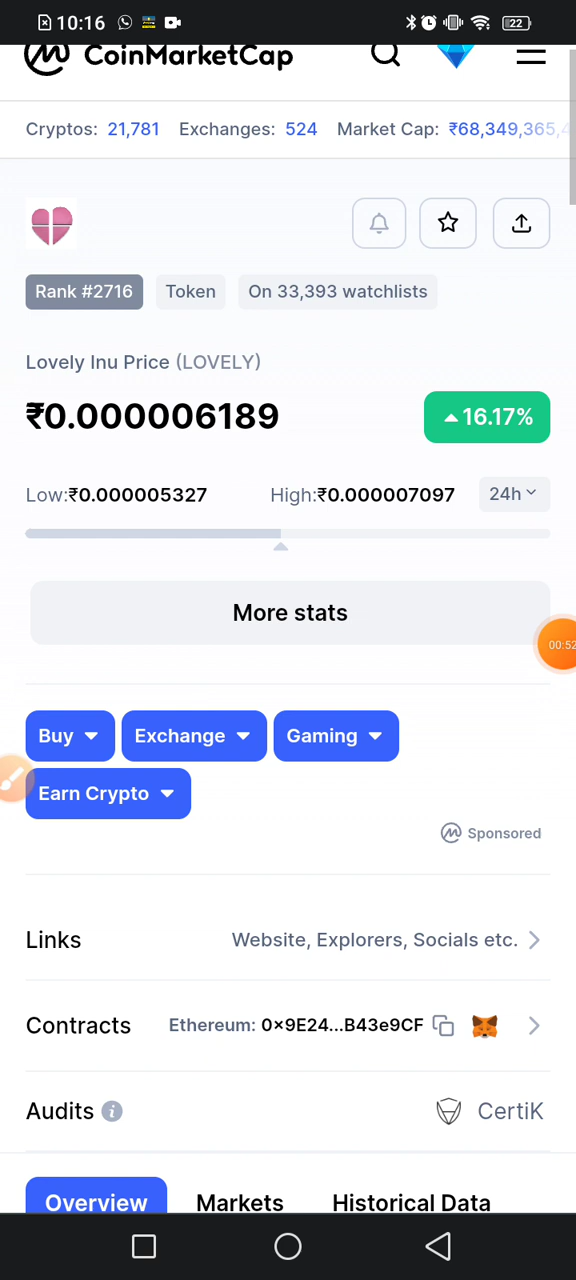 10:16 22
CoinMarketCap
Cryptos: 21,781 Exchanges: 524 Market Cap: ₹68,349,365,4
Rank #2716 Token On 33,393 watchlists
Lovely Inu Price (LOVELY)
₹0.000006189 16.17%
Low:₹0.000005327 High:₹0.000007097 24h
More stats
00:52
Buy Exchange Gaming
Earn Crypto
Sponsored
Links Website, Explorers, Socials etc.
Contracts Ethereum: 0x9E24...B43e9CF
Audits CertiK
Overview Markets Historical Data